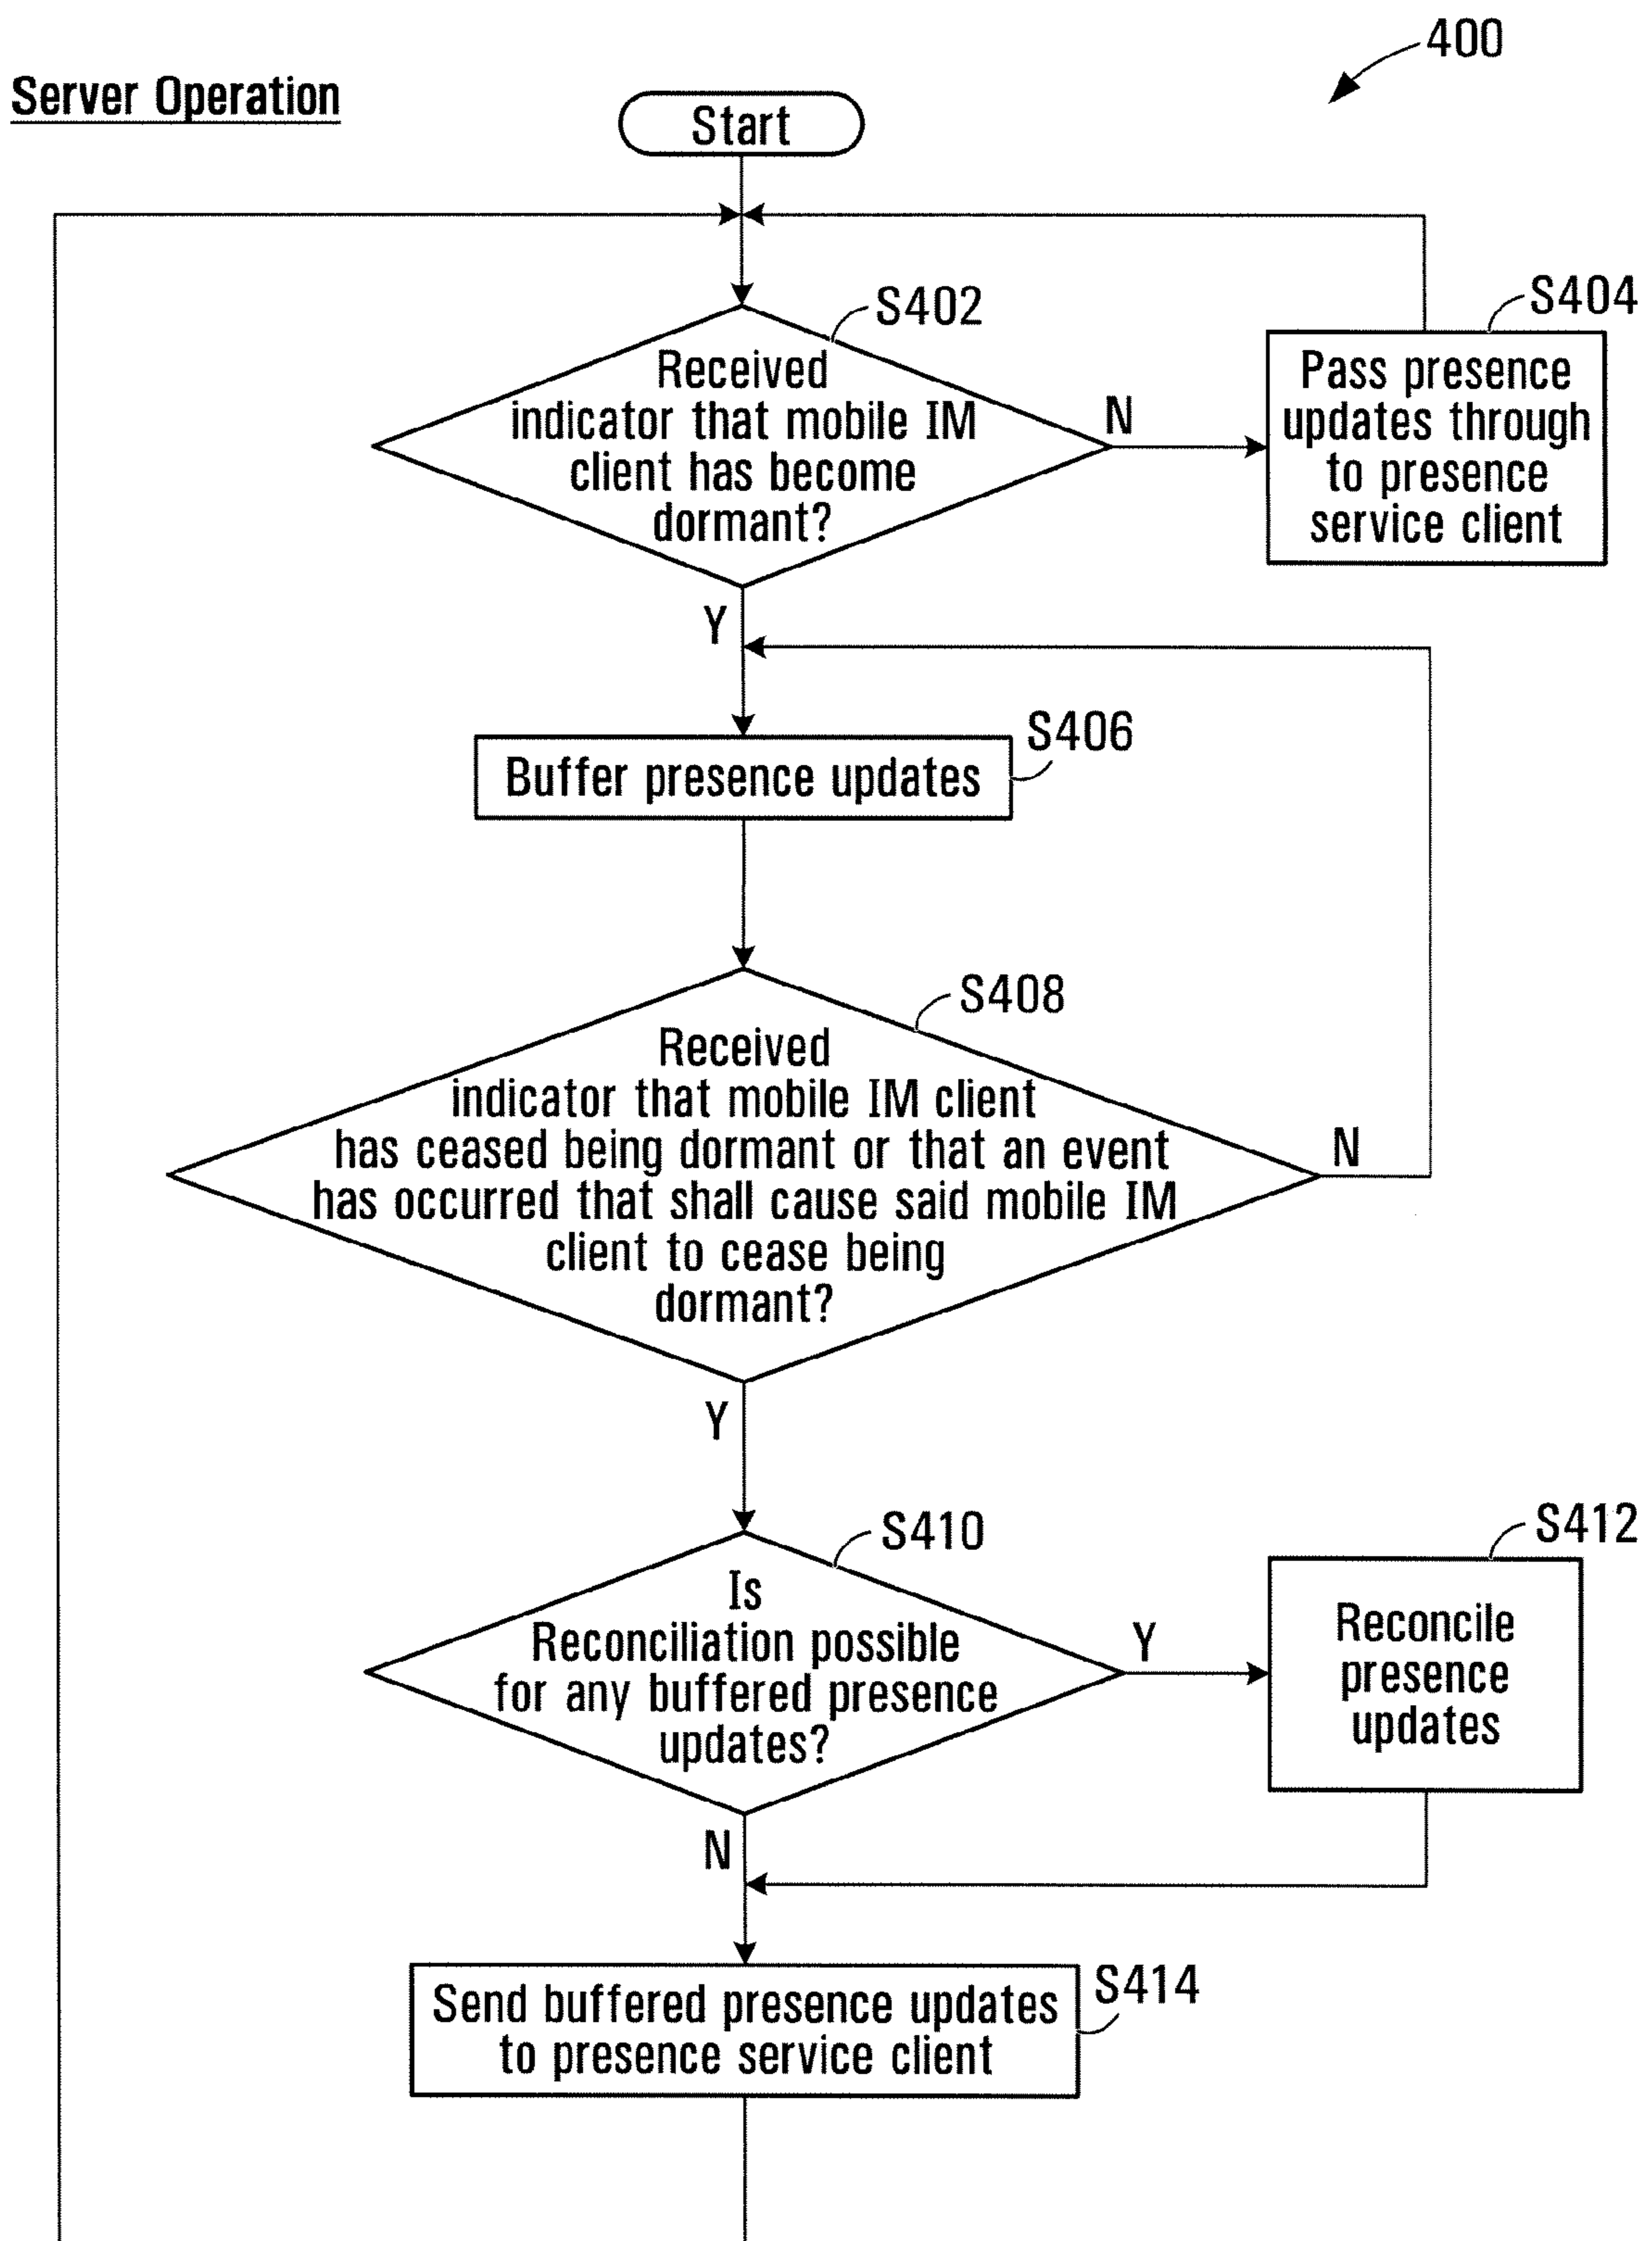 400
Server Operation
Start
S402
Received
indicator that mobile IM
client has become
dormant?
N
S404
Pass presence
updates through
to presence
service client
Y
S406
Buffer presence updates
S408
Received
indicator that mobile IM client
has ceased being dormant or that an event
has occurred that shall cause said mobile IM
client to cease being
dormant?
N
Y
S410
Is
Reconciliation possible
for any buffered presence
updates?
Y
S412
Reconcile
presence
updates
N
S414
Send buffered presence updates
to presence service client